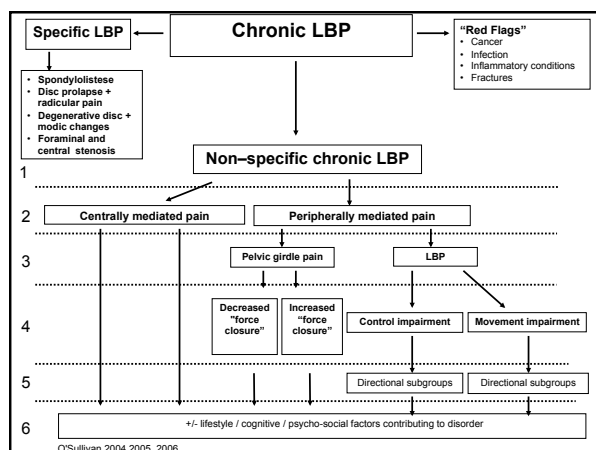 Specific LBP
Chronic LBP
“Red Flags”
• Cancer
• Infection
• Inflammatory conditions
• Fractures
• Spondylolistese
• Disc prolapse +
radicular pain
• Degenerative disc +
modic changes
• Foraminal and
central stenosis
Non–specific chronic LBP
1
2
Centrally mediated pain
Peripherally mediated pain
3
Pelvic girdle pain
LBP
4
Decreased
"force
closure”
Increased
“force
closure”
Control impairment
Movement impairment
5
Directional subgroups
Directional subgroups
6
+/- lifestyle / cognitive / psycho-social factors contributing to disorder
O'Sullivan 2004,2005, 2006